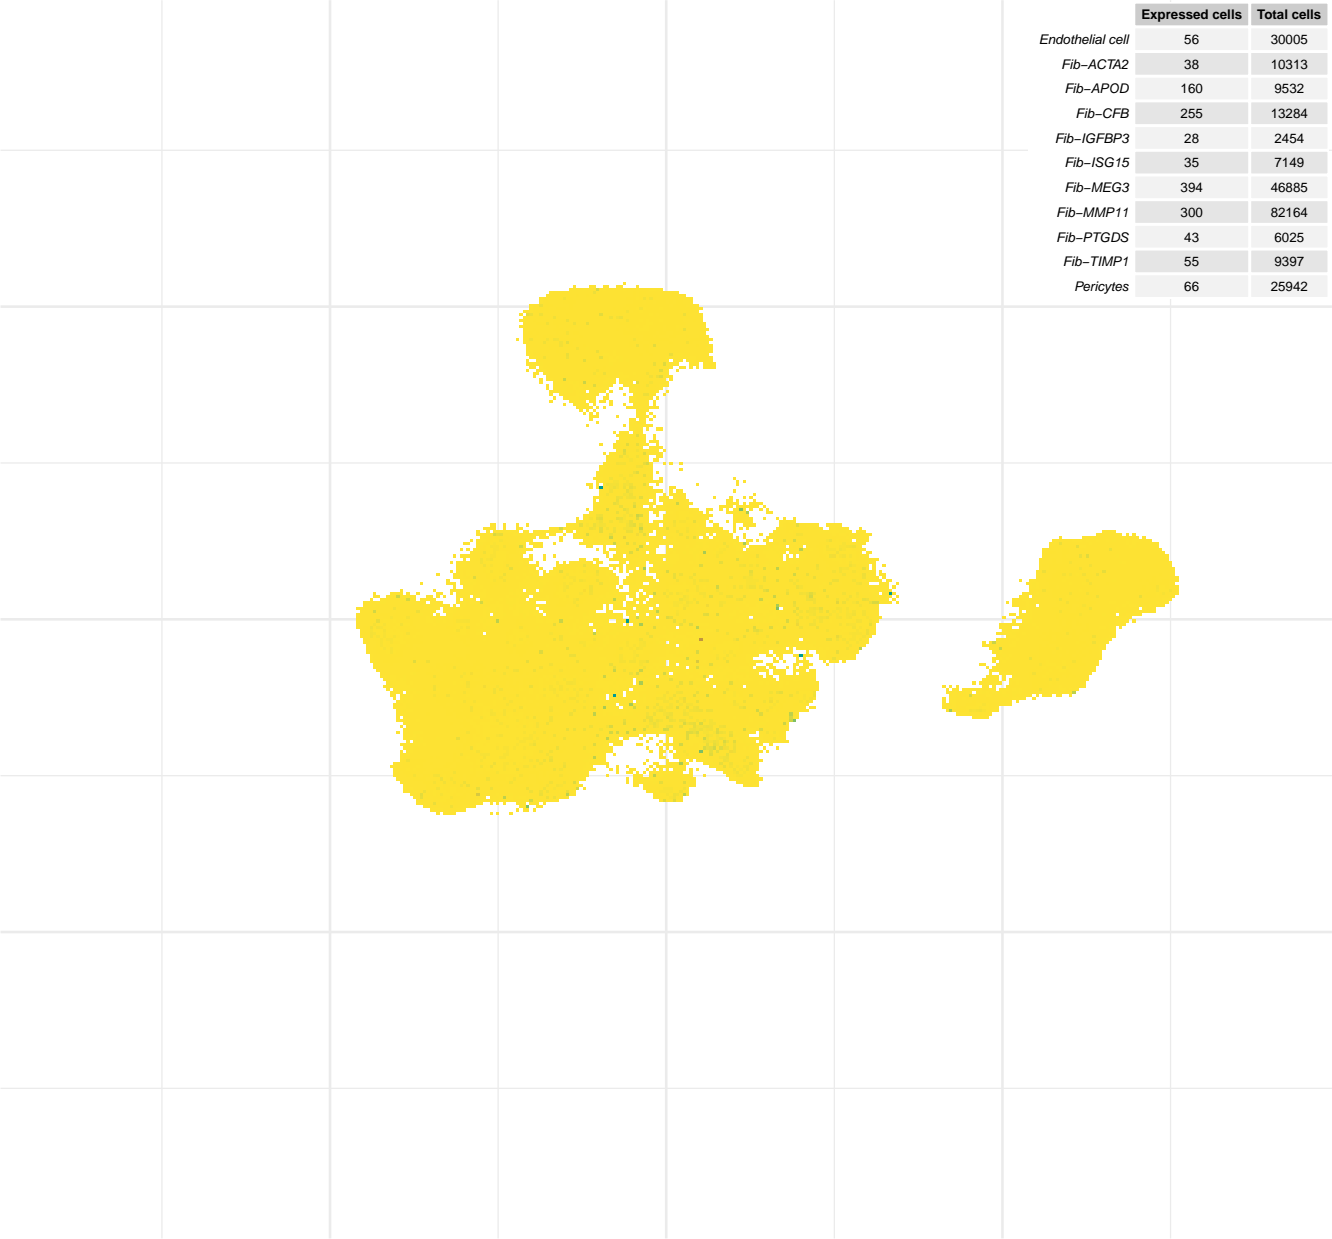 Expressed cells Total cells
Endothelial cell 56 30005
Fib−ACTA2 38 10313
Fib−APOD 160 9532
Fib−CFB 255 13284
Fib−IGFBP3 28 2454
Fib−ISG15 35 7149
Fib−MEG3 394 46885
Fib−MMP11 300 82164
Fib−PTGDS 43 6025
Fib−TIMP1 55 9397
Pericytes 66 25942